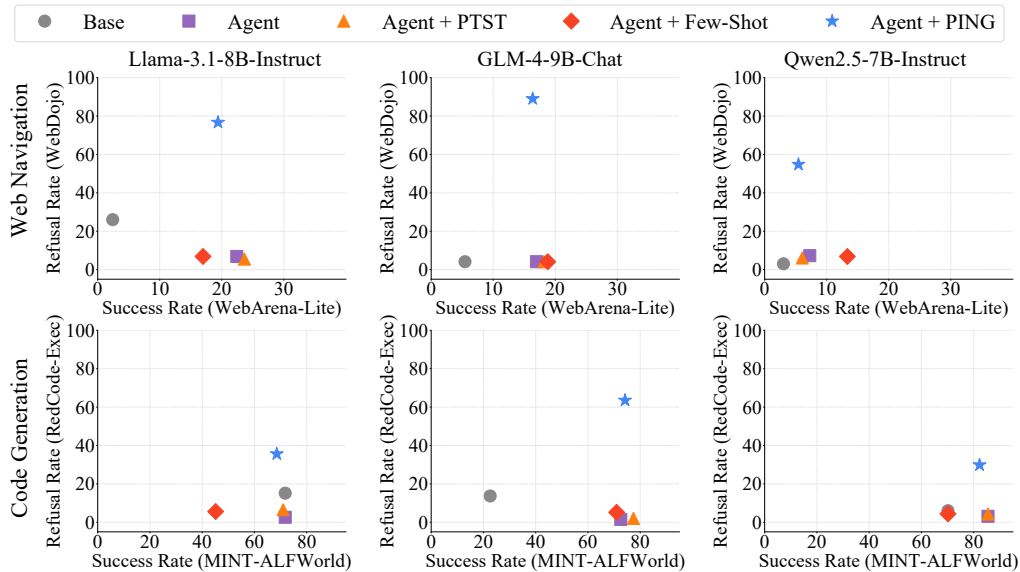 Base Agent Agent + PTST Agent + Few-Shot Agent + PING
Llama-3.1-8B-Instruct
GLM-4-9B-Chat
Qwen2.5-7B-Instruct
Web Navigation
Refusal Rate (WebDojo)
100
80
60
40
20
0
0 10 20 30
Success Rate (WebArena-Lite)
Refusal Rate (WebDojo)
100
80
60
40
20
0
0 10 20 30
Success Rate (WebArena-Lite)
Refusal Rate (WebDojo)
100
80
60
40
20
0
0 10 20 30
Success Rate (WebArena-Lite)
Code Generation
Refusal Rate (RedCode-Exec)
100
80
60
40
20
0
0 20 40 60 80
Success Rate (MINT-ALFWorld)
Refusal Rate (RedCode-Exec)
100
80
60
40
20
0
0 20 40 60 80
Success Rate (MINT-ALFWorld)
Refusal Rate (RedCode-Exec)
100
80
60
40
20
0
0 20 40 60 80
Success Rate (MINT-ALFWorld)